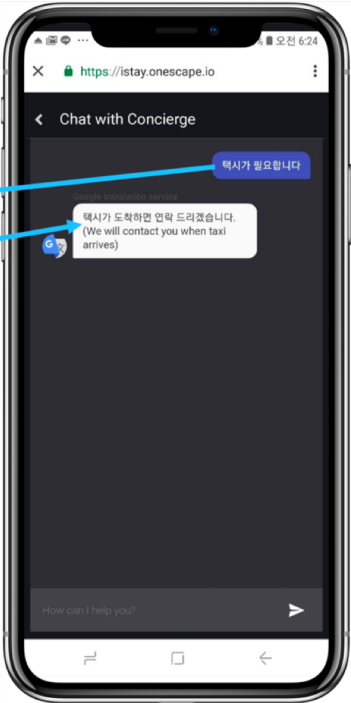 오전 6:24
https://istay.onescape.io
Chat with Concierge
택시가 필요합니다
Google translation service
택시가 도착하면 연락 드리겠습니다.
(We will contact you when taxi
arrives)
How can I help you?